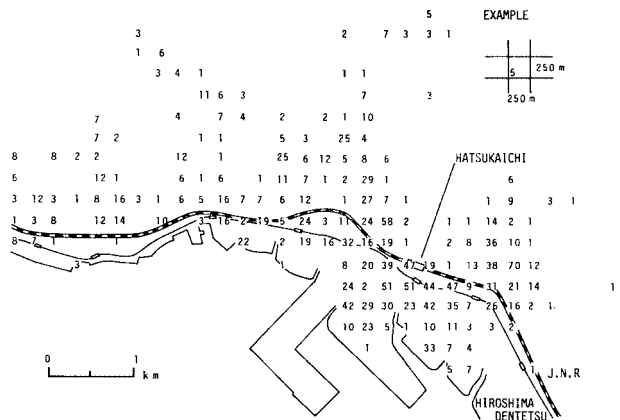 5 EXAMPLE
3 2 7 3 3 1
1 6
3 4 1 1 1 5 250 m
11 6 3 7 3
250 m
7 4 7 4 2 2 1 10
7 2 1 1 5 3 25 4
8 8 2 2 12 1 25 6 12 5 8 6 HATSUKAICHI
6 12 1 6 1 6 1 11 7 1 2 29 1 6
3 12 3 1 8 16 3 1 6 5 16 7 7 6 12 1 27 7 1 1 9 3 1
1 3 8 12 14 10 3 16 2 19 5 24 3 11 24 58 2 1 1 14 2 1
8 7 22 2 19 16 32 16 19 1 2 8 36 10 1
3 1 8 20 39 47 19 1 13 38 70 12
24 2 51 51 44 47 9 31 21 14 1
42 29 30 23 42 35 7 26 16 2 1
10 23 5 1 10 11 3 3 2
0 1 1 33 7 4
km 5 7 1 J.N.R
HIROSHIMA
DENTETSU